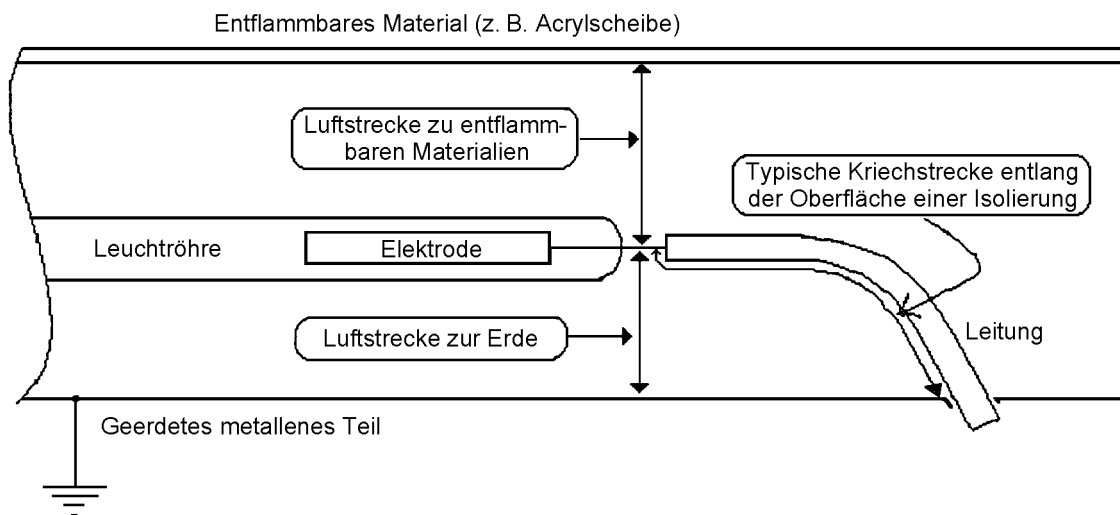 Entflammbares Material (z. B. Acrylscheibe)
Luftstrecke zu entflamm-
baren Materialien
Typische Kriechstrecke entlang
der Oberfläche einer Isolierung
Leuchtröhre
Elektrode
Luftstrecke zur Erde
Leitung
Geerdetes metallenes Teil